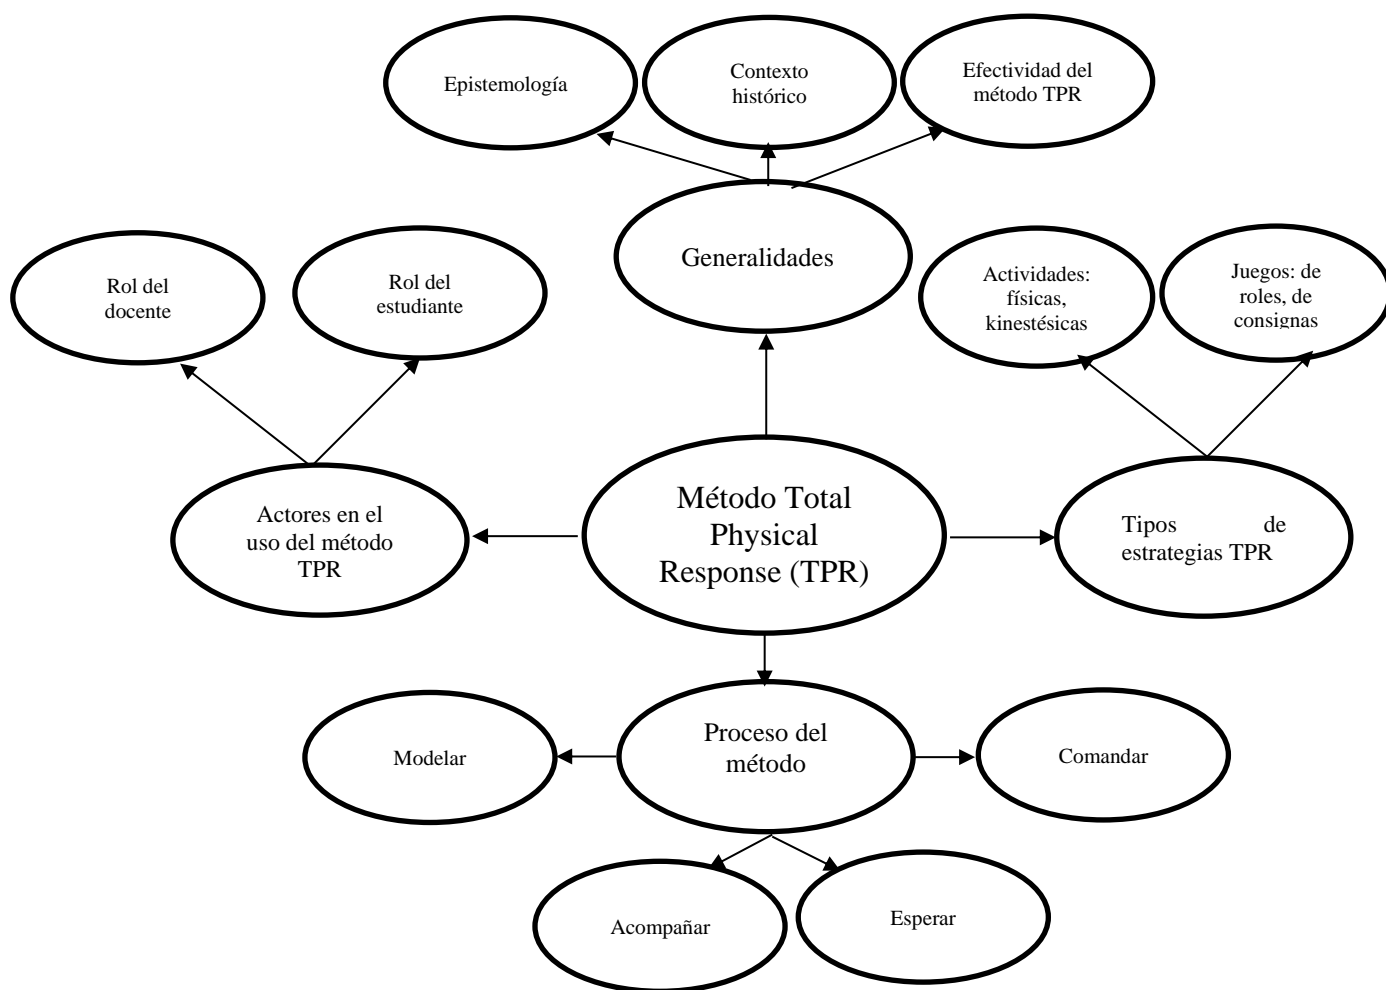 Epistemología
Contexto
histórico
Efectividad del
método TPR
Generalidades
Rol del
docente
Rol del
estudiante
Actividades:
físicas,
kinestésicas
Juegos: de
roles, de
consignas
Actores en el
uso del método
TPR
Método Total
Physical
Response (TPR)
Tipos de
estrategias TPR
Proceso del
método
Modelar
Comandar
Acompañar
Esperar